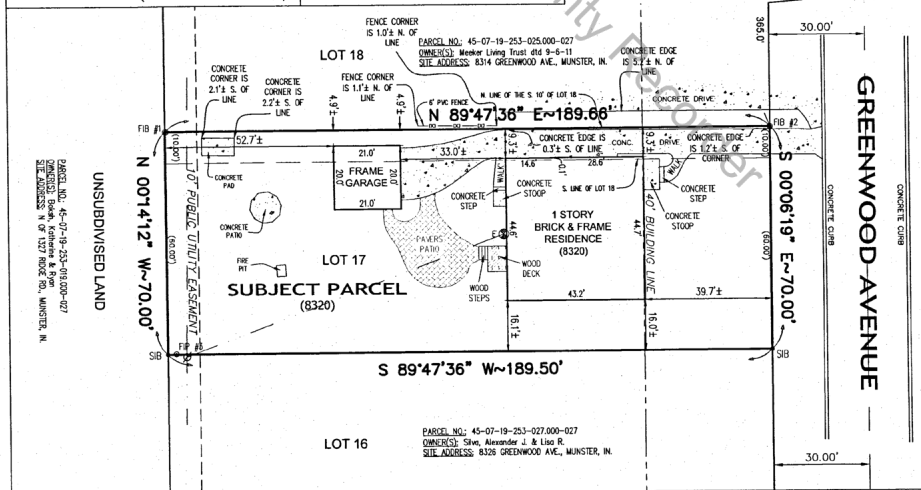 nity Recorder
FENCE CORNER
IS 1.0'± N. OF
LINE
LOT 18
PARCEL NO.: 45-07-19-253-025.000-027
OWNER(S): Meeker Living Trust dtd 9-6-11
SITE ADDRESS: 8314 GREENWOOD AVE., MUNSTER, IN.
365.0'
30.00'
CONCRETE EDGE
IS 5.2'± N. OF
LINE
CONCRETE
CORNER IS
2.1'± S. OF
LINE
CONCRETE
CORNER IS
2.2'± S. OF
LINE
FENCE CORNER
IS 1.1'± N. OF
LINE
4.9'±
4.9'±
6' PVC FENCE
N. LINE OF THE S. 10' OF LOT 18
CONCRETE DRIVE
N 89°47'36" E~189.66'
FIB #1
FIB #2
(10.00')
52.7'±
33.0'±
9.3'±
CONCRETE EDGE IS
0.3'± S. OF LINE
CONC. DRIVE
9.3'±
CONCRETE EDGE
IS 1.2'± S. OF
CORNER
(10.00')
21.0'
20.0'
FRAME
GARAGE
20.0'
21.0'
CONCRETE
PAD
14.6'
0.1'
28.6'
WALK
WALK
CONCRETE
STEP
CONCRETE
STOOP
S. LINE OF LOT 18
CONCRETE
STEP
CONCRETE
STOOP
CONCRETE
PATIO
PAVERS
PATIO
44.6'
1 STORY
BRICK & FRAME
RESIDENCE
(8320)
44.7'
40' BUILDING LINE
LOT 17
FIRE
PIT
WOOD
DECK
WOOD
STEPS
SUBJECT PARCEL
(8320)
43.2'
39.7'±
16.1'±
16.0'±
N 00°14'12" W~70.00'
(60.00')
10' PUBLIC UTILITY EASEMENT
S 00°06'19" E~70.00'
(60.00')
UNSUBDIVISED LAND
PARCEL NO.: 45-07-19-253-019.000-027
SITE ADDRESS: N OF 1327 RIDGE RD., MUNSTER, IN.
SIB
FIP #3
SIB
S 89°47'36" W~189.50'
LOT 16
PARCEL NO.: 45-07-19-253-027.000-027
OWNER(S): Silva, Alexander J. & Lisa R.
SITE ADDRESS: 8326 GREENWOOD AVE., MUNSTER, IN.
CONCRETE CURB
GREENWOOD AVENUE
CONCRETE CURB
30.00'